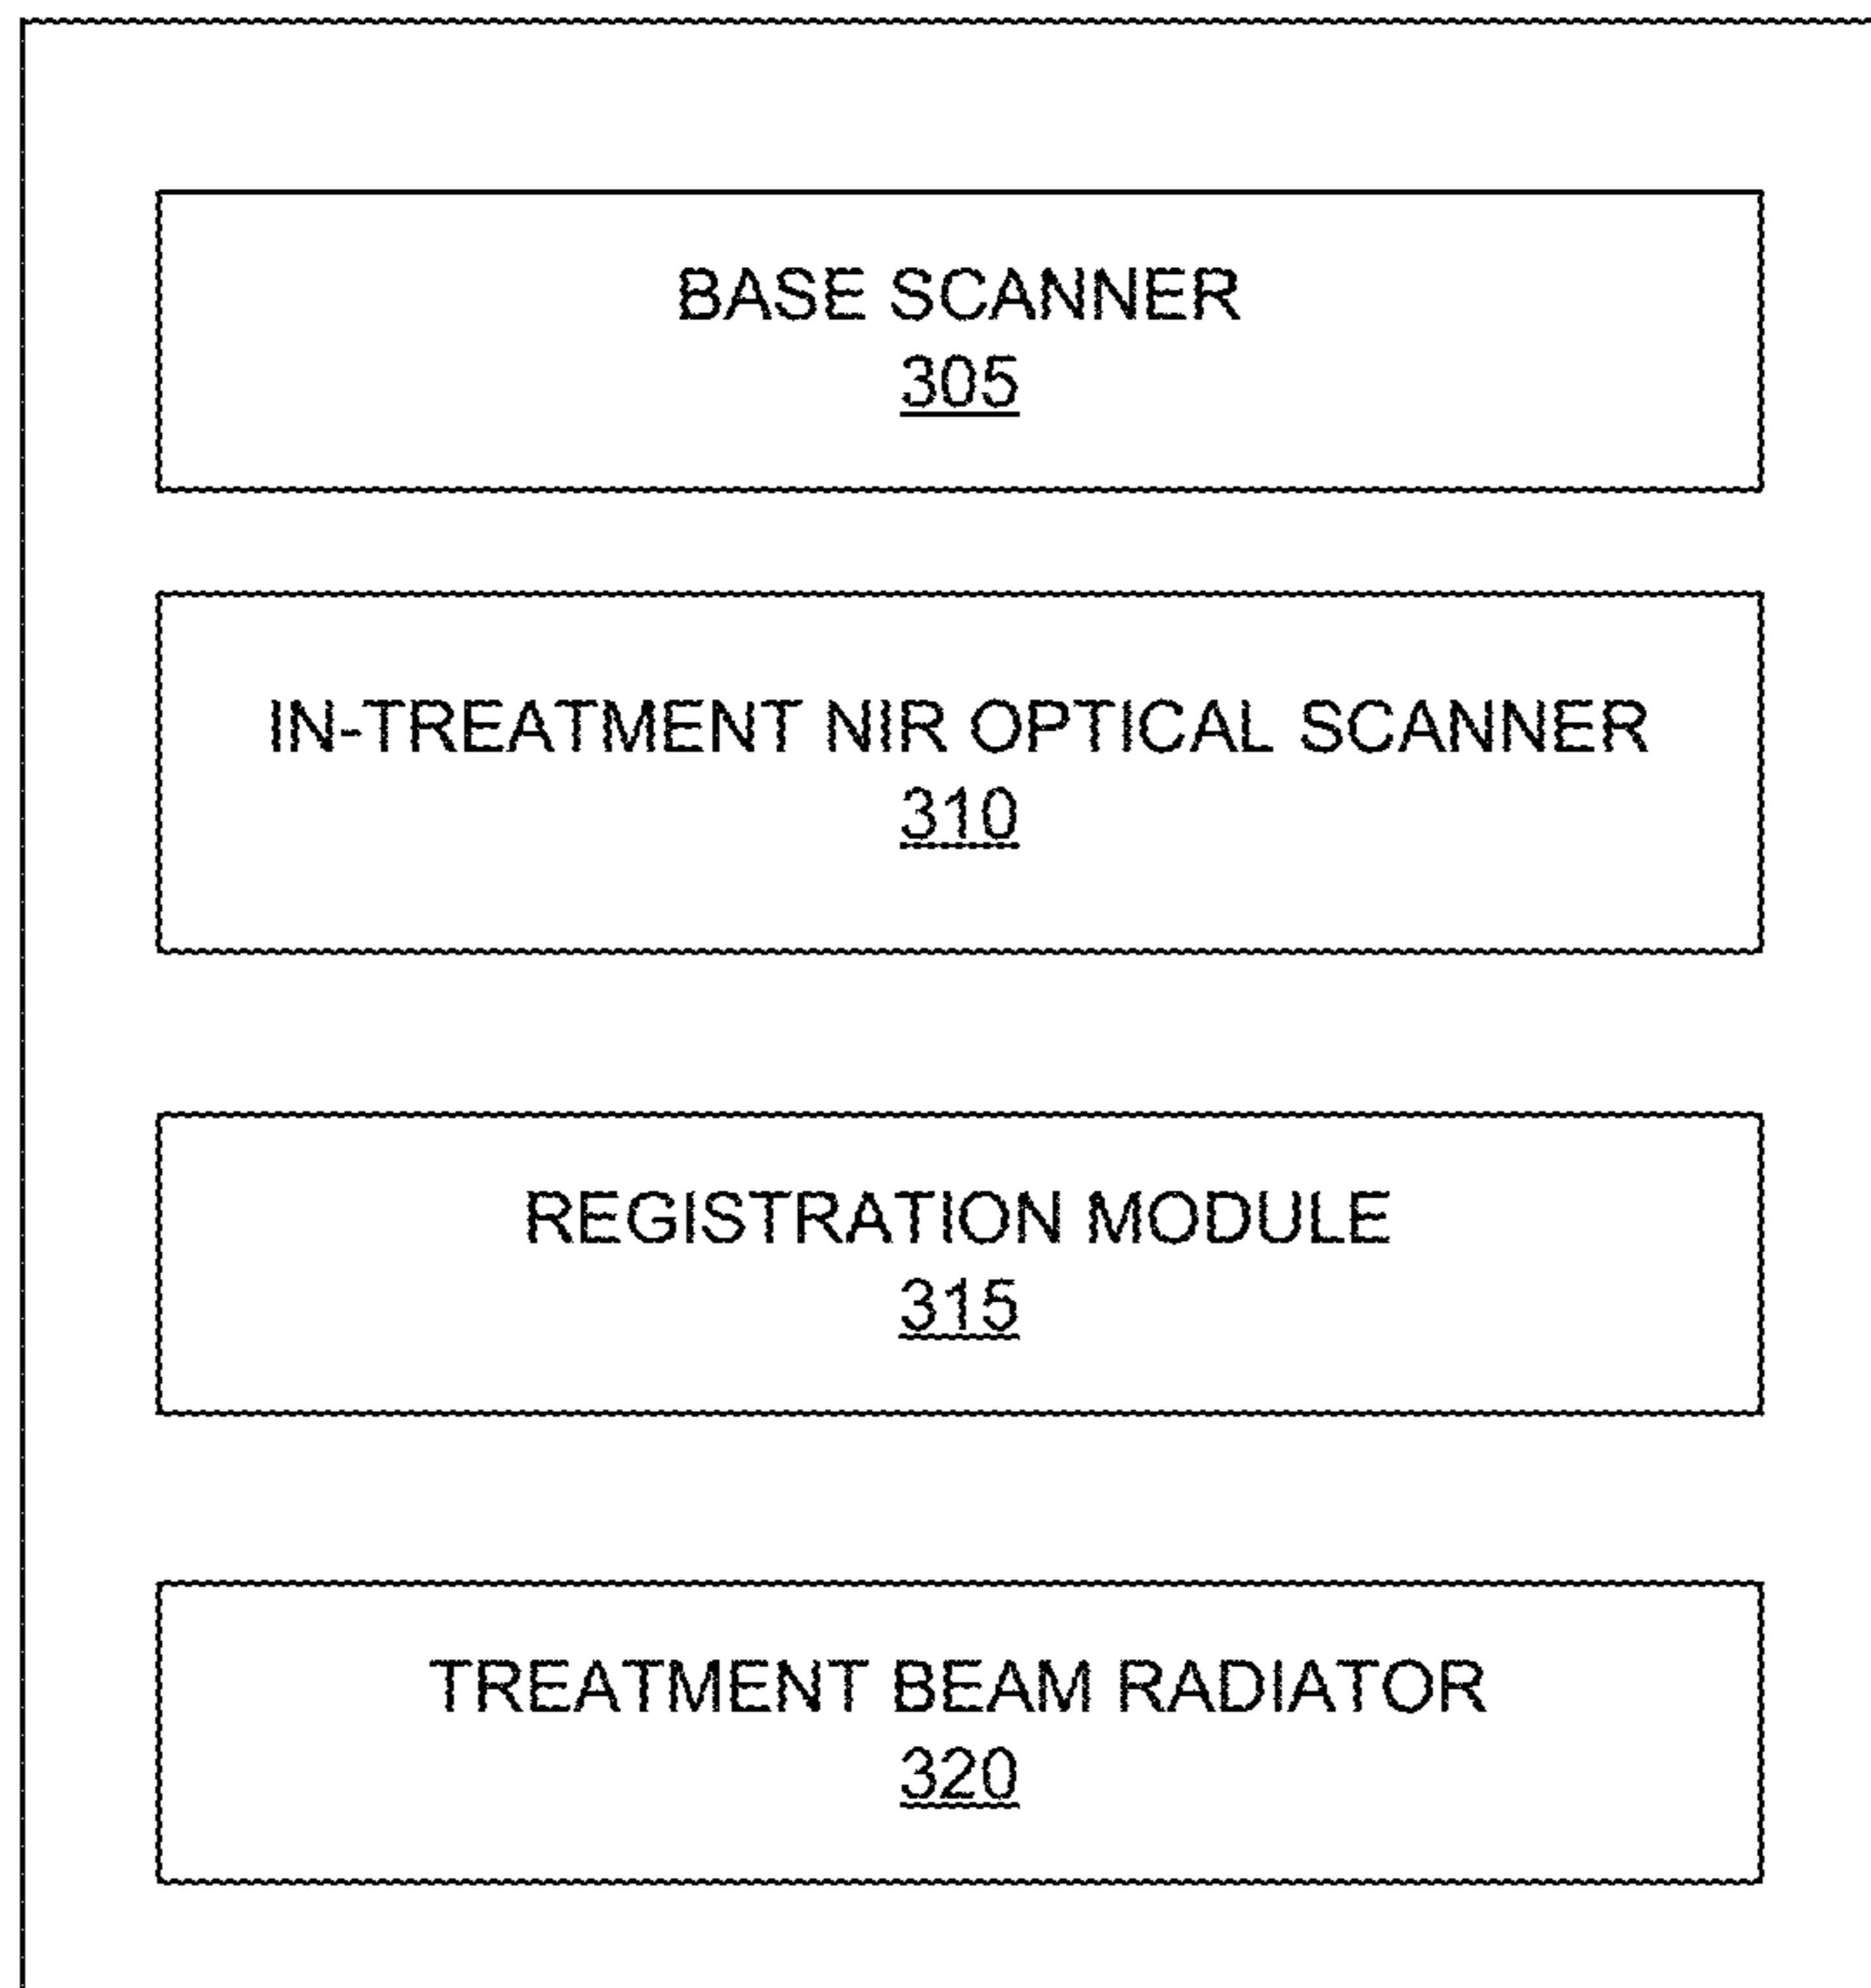 BASE SCANNER
305
IN-TREATMENT NIR OPTICAL SCANNER
310
REGISTRATION MODULE
315
TREATMENT BEAM RADIATOR
320